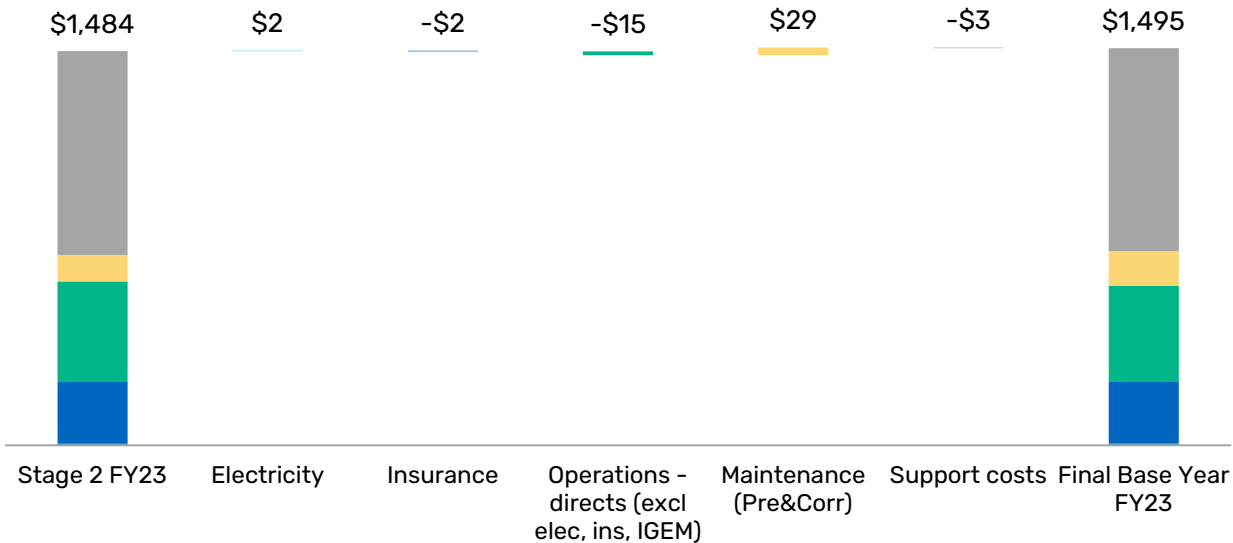 $1,484 $2 -$2 -$15 $29 -$3 $1,495
Stage 2 FY23 Electricity Insurance Operations - Maintenance Support costs Final Base Year
directs (excl (Pre&Corr) FY23
elec, ins, IGEM)